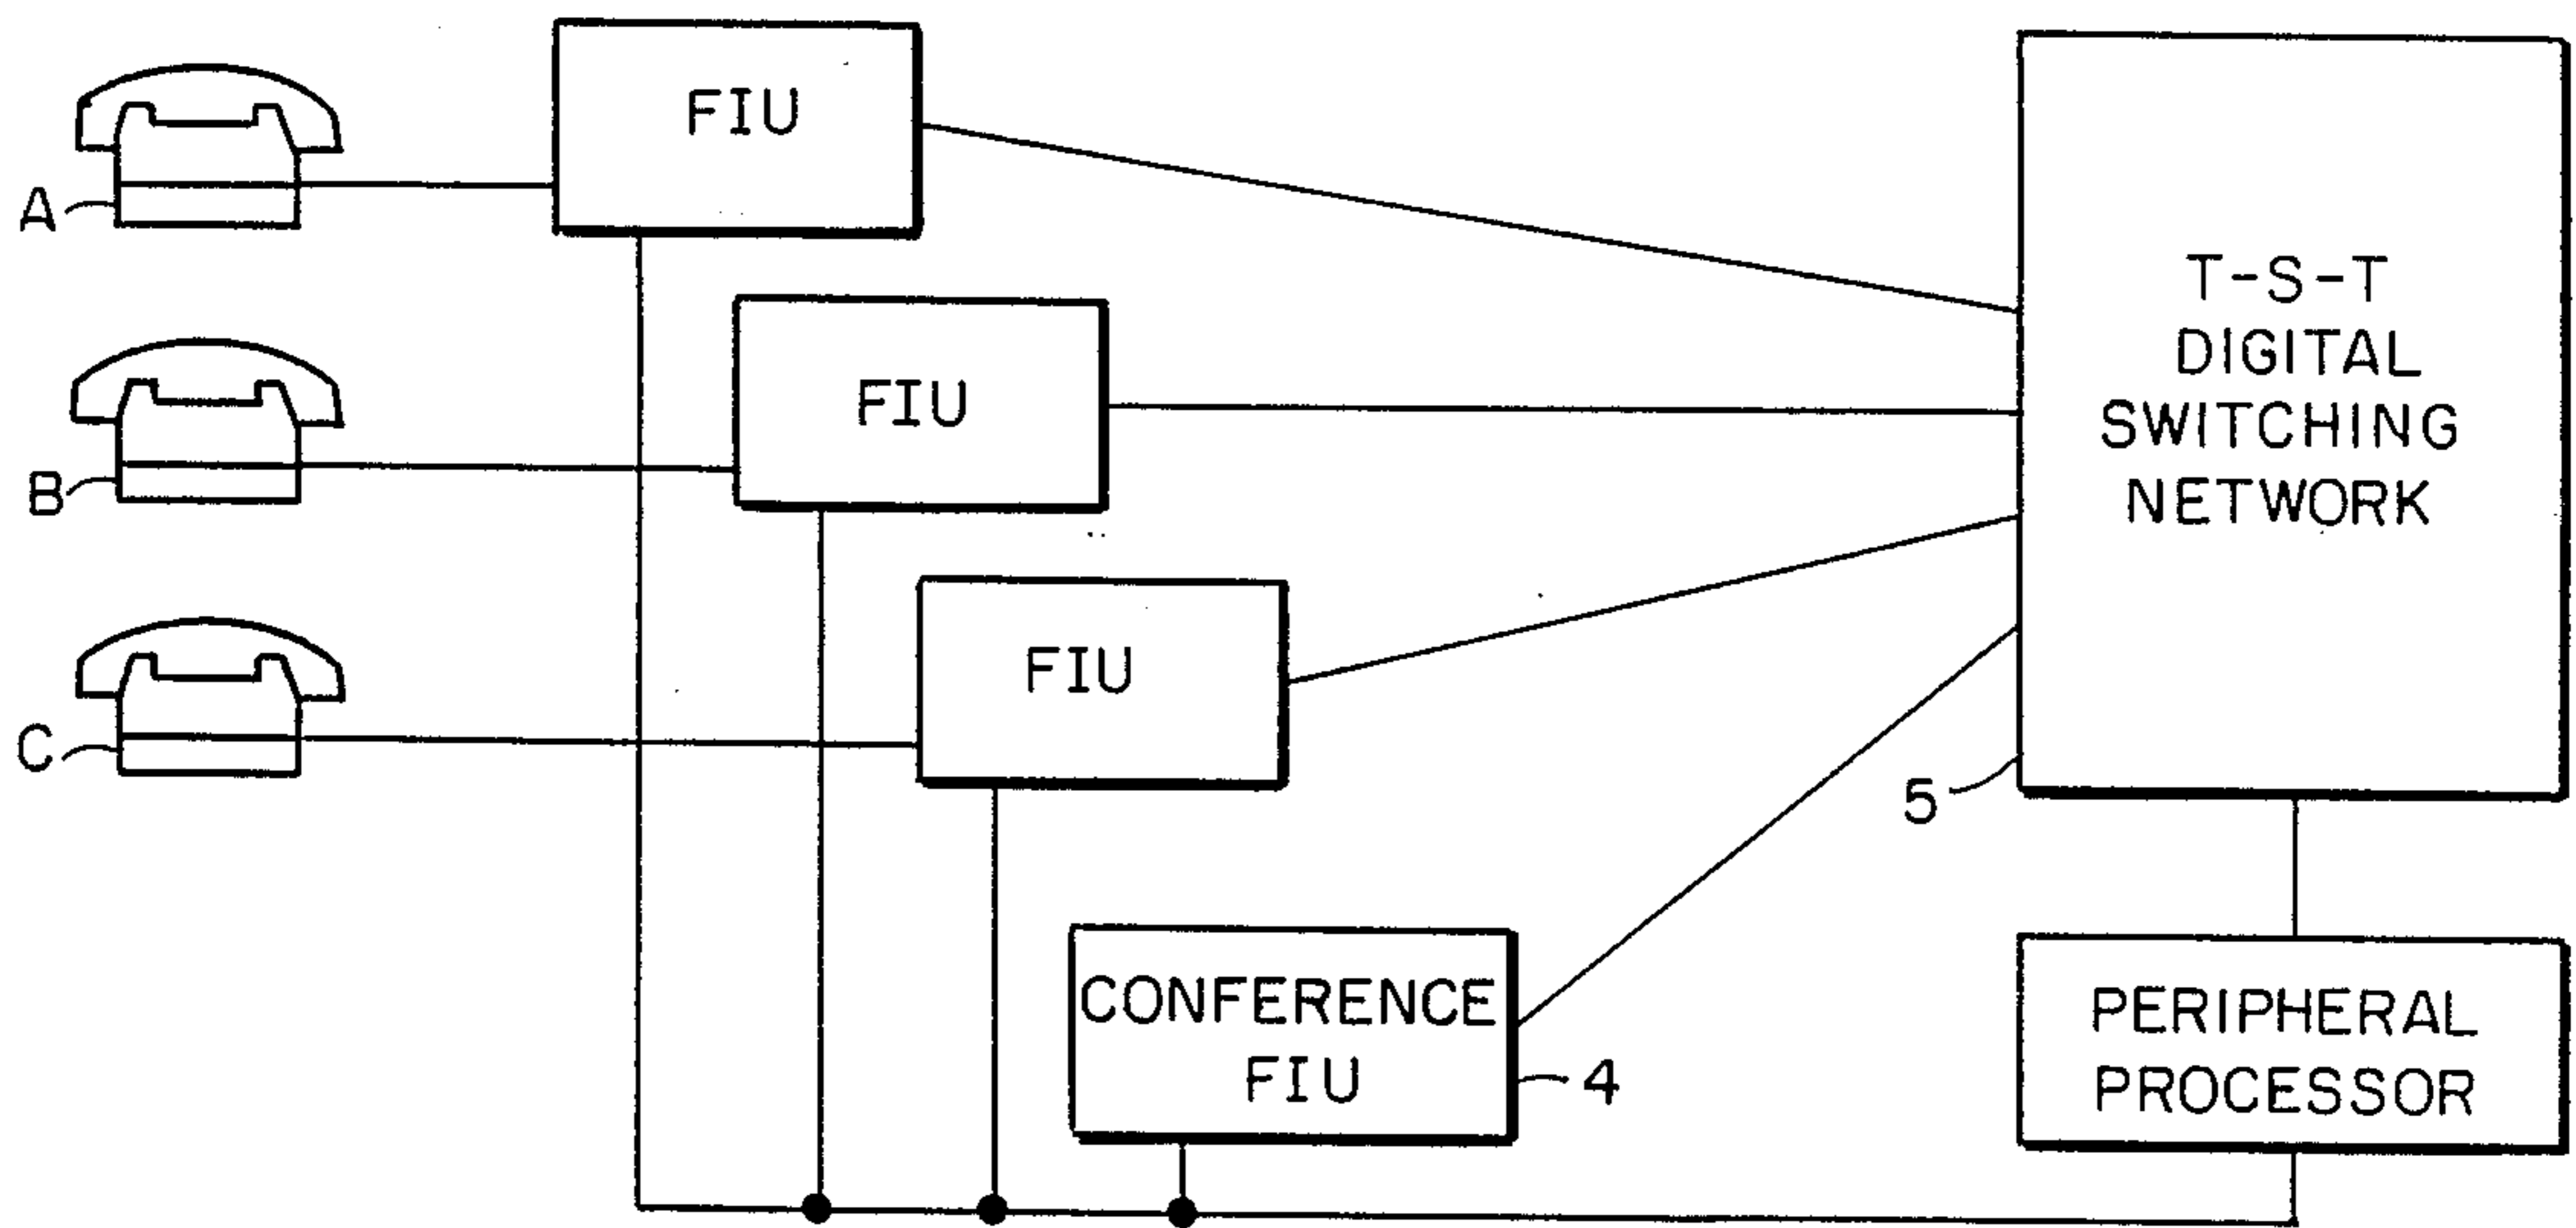 FIU
A
T-S-T
DIGITAL
SWITCHING
NETWORK
FIU
B
FIU
C
5
CONFERENCE
FIU
4
PERIPHERAL
PROCESSOR